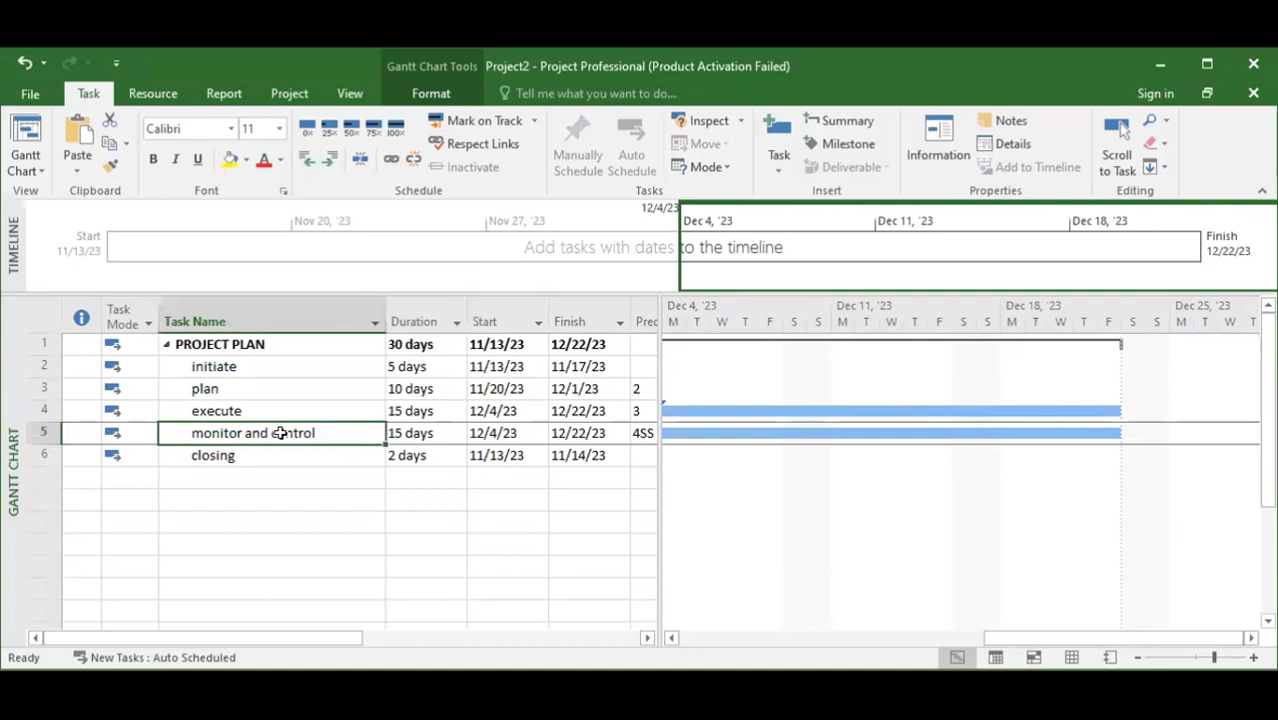 Gantt Chart Tools Project2 - Project Professional (Product Activation Failed)
File Task Resource Report Project View Format Tell me what you want to do... Sign in
Gantt Chart View
Paste Clipboard
Calibri 11
B I U A Font
0% 25% 50% 75% 100% Mark on Track
Respect Links
Inactivate
Schedule
Manually Schedule Auto Schedule
Inspect
Move
Mode
Tasks
Task
Summary
Milestone
Deliverable
Insert
Information
Notes
Details
Add to Timeline
Properties
Scroll to Task
Editing
TIMELINE
12/4/23
Nov 20, '23 Nov 27, '23 Dec 4, '23 Dec 11, '23 Dec 18, '23
Start
11/13/23
Add tasks with dates to the timeline
Finish
12/22/23
GANTT CHART
Task Mode Task Name Duration Start Finish Pred
Dec 4, '23 Dec 11, '23 Dec 18, '23 Dec 25, '23
M T W T F S S M T W T F S S M T W T F S S M T W T
1 PROJECT PLAN 30 days 11/13/23 12/22/23
2 initiate 5 days 11/13/23 11/17/23
3 plan 10 days 11/20/23 12/1/23 2
4 execute 15 days 12/4/23 12/22/23 3
5 monitor and control 15 days 12/4/23 12/22/23 4SS
6 closing 2 days 11/13/23 11/14/23
Ready New Tasks : Auto Scheduled